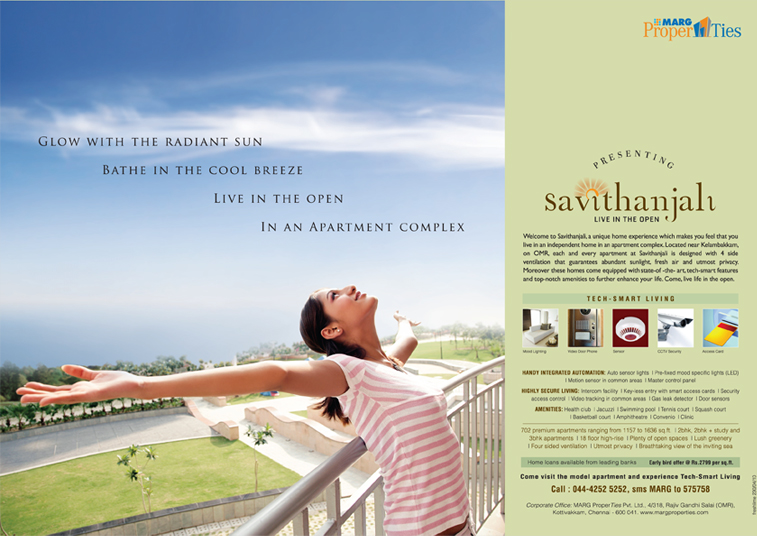 GLOW WITH THE RADIANT SUN
BATHE IN THE COOL BREEZE
LIVE IN THE OPEN
IN AN APARTMENT COMPLEX
MARG
ProperTies
PRESENTING
savithanjali
LIVE IN THE OPEN
Welcome to Savithanjali, a unique home experience which makes you feel that you
live in an independent home in an apartment complex. Located near Kelambakkam,
on OMR, each and every apartment at Savithanjali is designed with 4 side
ventilation that guarantees abundant sunlight, fresh air and utmost privacy.
Moreover these homes come equipped with state-of -the- art, tech-smart features
and top-notch amenities to further enhance your life. Come, live life in the open.
TECH-SMART LIVING
Mood Lighting Video Door Phone Sensor CCTV Security Access Card
HANDY INTEGRATED AUTOMATION: Auto sensor lights I Pre-fixed mood specific lights (LED)
I Motion sensor in common areas I Master control panel
HIGHLY SECURE LIVING: Intercom facility I Key-less entry with smart access cards I Security
access control I Video tracking in common areas I Gas leak detector I Door sensors
AMENITIES: Health club I Jacuzzi I Swimming pool I Tennis court I Squash court
I Basketball court I Amphitheatre I Convenio I Clinic
702 premium apartments ranging from 1157 to 1636 sq.ft. I 2bhk, 2bhk + study and
3bhk apartments I 18 floor high-rise I Plenty of open spaces I Lush greenery
I Four sided ventilation I Utmost privacy I Breathtaking view of the inviting sea
Home loans available from leading banks Early bird offer @ Rs.2799 per sq.ft.
Come visit the model apartment and experience Tech-Smart Living
Call : 044-4252 5252, sms MARG to 575758
Corporate Office: MARG ProperTies Pvt. Ltd., 4/318, Rajiv Gandhi Salai (OMR),
Kottivakkam, Chennai - 600 041. www.margproperties.com